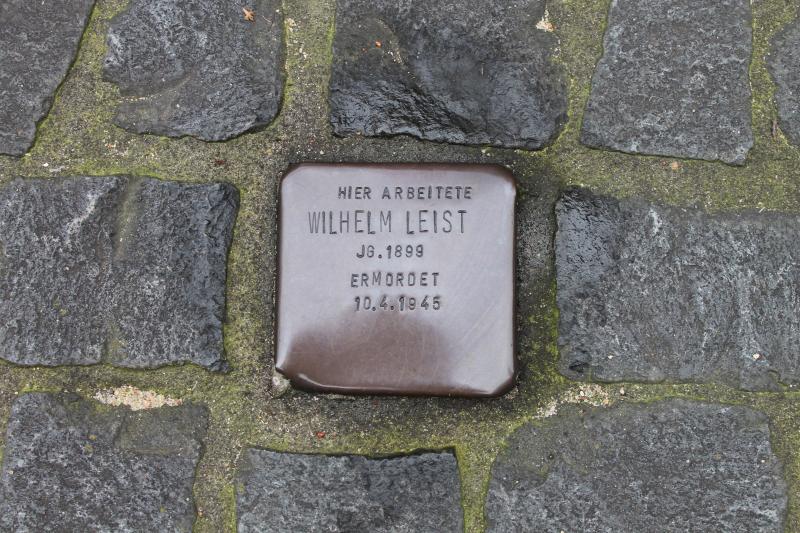 HIER ARBEITETE
WILHELM LEIST
JG.1899
ERMORDET
10.4.1945